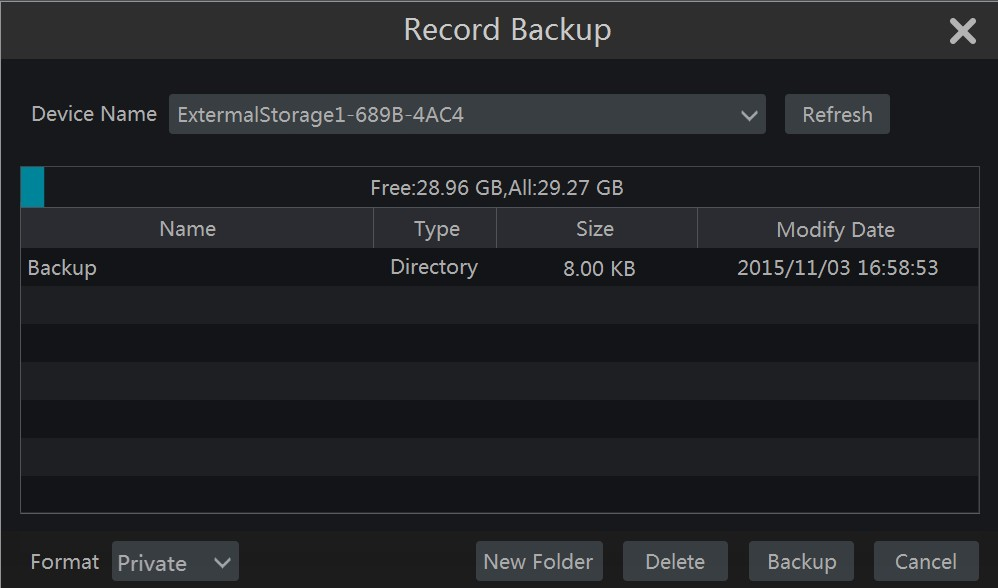 Record Backup
Device Name ExtermalStorage1-689B-4AC4 Refresh
Free:28.96 GB,All:29.27 GB
Name Type Size Modify Date
Backup Directory 8.00 KB 2015/11/03 16:58:53
Format Private New Folder Delete Backup Cancel